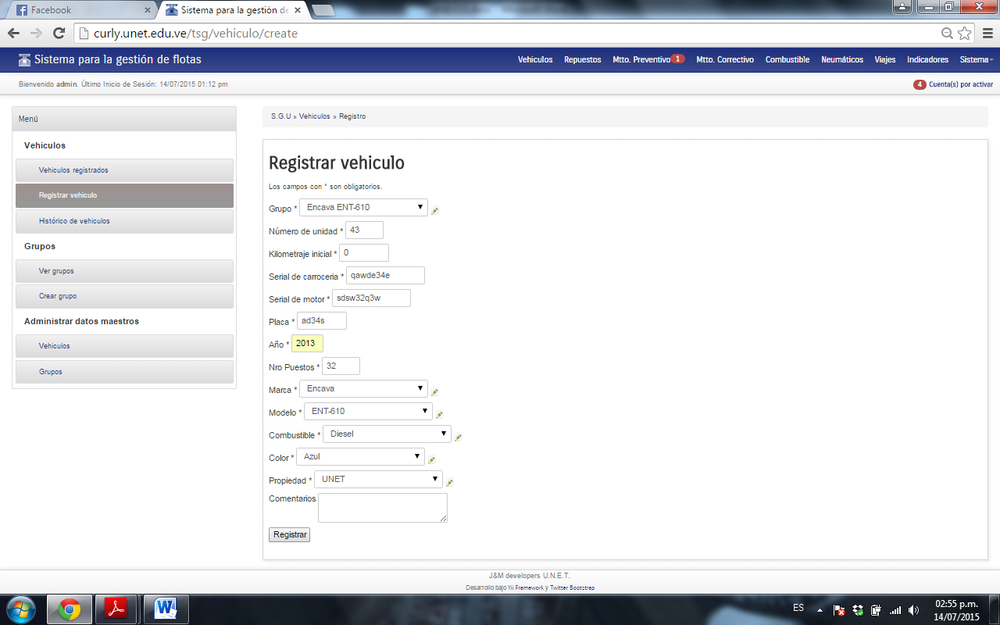 Facebook
Sistema para la gestión de
curly.unet.edu.ve/tsg/vehiculo/create
Sistema para la gestión de flotas
Vehiculos Repuestos Mtto. Preventivo 1 Mtto. Correctivo Combustible Neumáticos Viajes Indicadores Sistema
Bienvenido admin. Último Inicio de Sesión: 14/07/2015 01:12 pm
4 Cuenta(s) por activar
Menú
Vehiculos
Vehiculos registrados
Registrar vehiculo
Histórico de vehiculos
Grupos
Ver grupos
Crear grupo
Administrar datos maestros
Vehiculos
Grupos
S.G.U » Vehiculos » Registro
Registrar vehiculo
Los campos con * son obligatorios.
Grupo * Encava ENT-610
Número de unidad * 43
Kilometraje inicial * 0
Serial de carroceria * qawde34e
Serial de motor * sdsw32q3w
Placa * ad34s
Año * 2013
Nro Puestos * 32
Marca * Encava
Modelo * ENT-610
Combustible * Diesel
Color * Azul
Propiedad * UNET
Comentarios
Registrar
J&M developers U.N.E.T.
Desarrollo bajo Yii Framework y Twitter Bootstrap
ES
02:55 p.m.
14/07/2015